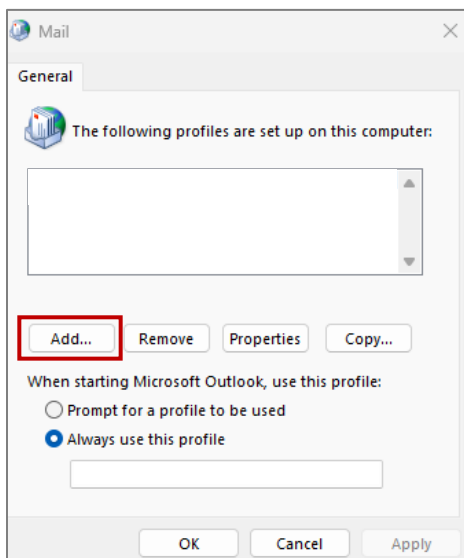 Mail
General
The following profiles are set up on this computer:
Add... Remove Properties Copy...
When starting Microsoft Outlook, use this profile:
Prompt for a profile to be used
Always use this profile
OK Cancel Apply